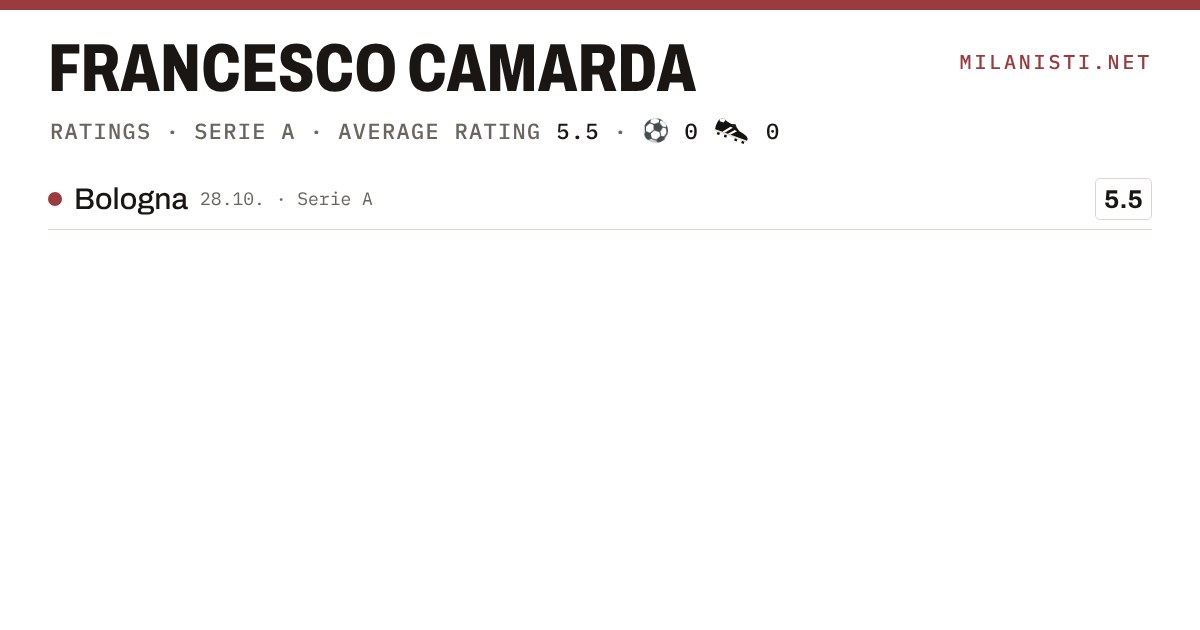 FRANCESCO CAMARDA
MILANISTI.NET
RATINGS · SERIE A · AVERAGE RATING 5.5 · ⚽ 0 👟 0
Bologna 28.10. · Serie A 5.5